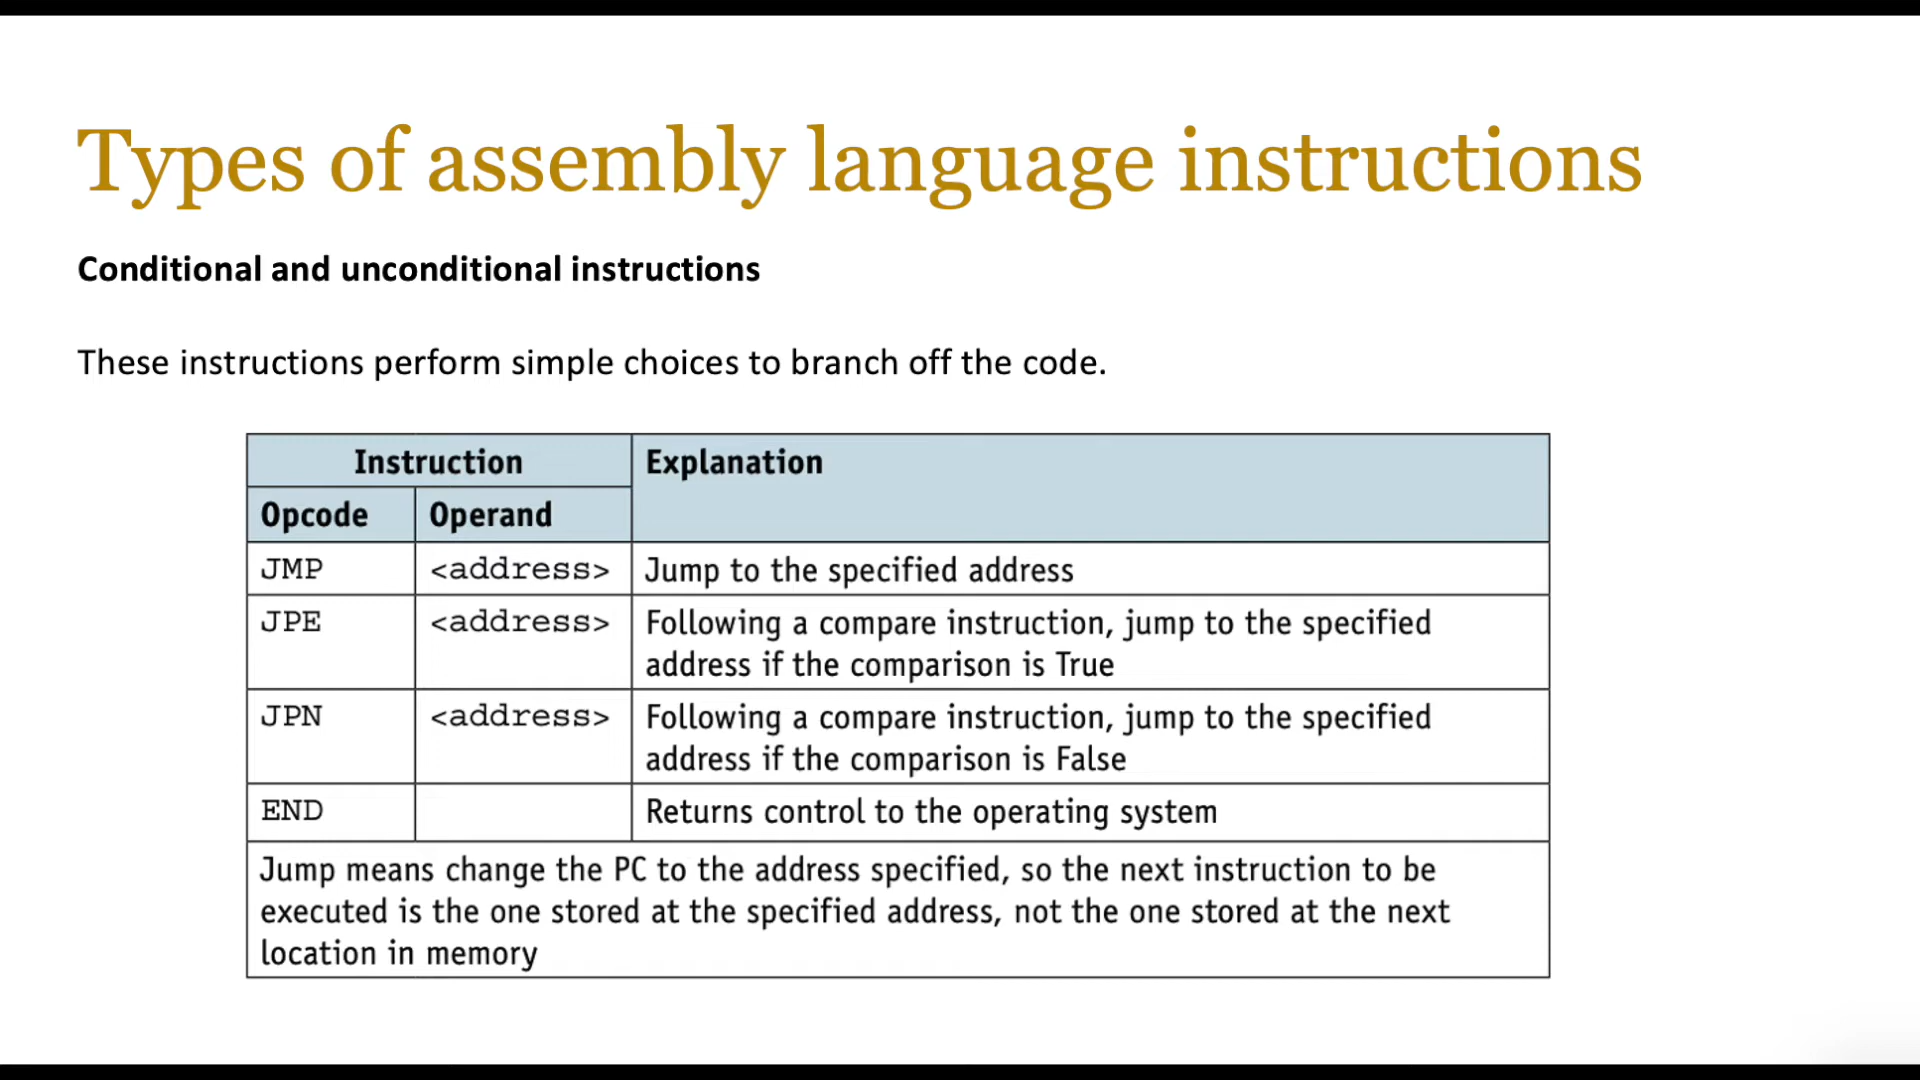 Types of assembly language instructions
Conditional and unconditional instructions
These instructions perform simple choices to branch off the code.
Instruction Explanation
Opcode Operand
JMP <address> Jump to the specified address
JPE <address> Following a compare instruction, jump to the specified
address if the comparison is True
JPN <address> Following a compare instruction, jump to the specified
address if the comparison is False
END Returns control to the operating system
Jump means change the PC to the address specified, so the next instruction to be
executed is the one stored at the specified address, not the one stored at the next
location in memory